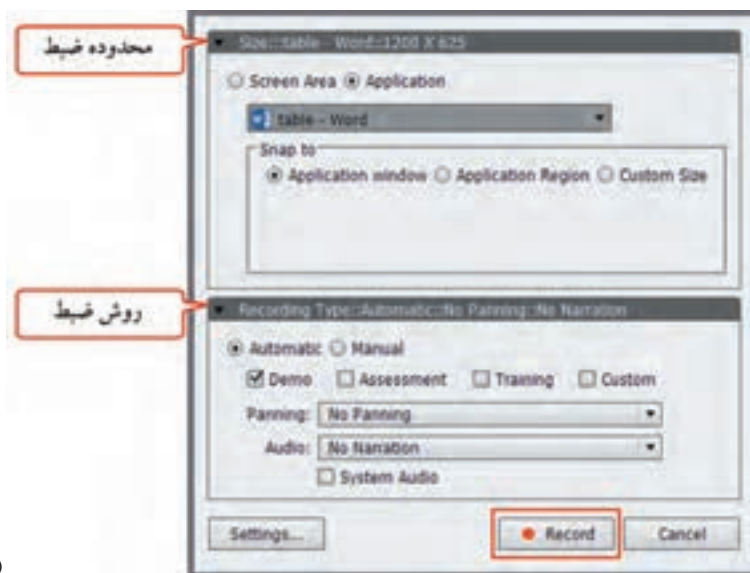 محدوده ضبط
Size::table - Word::1200 X 625
Screen Area Application
table - Word
Snap to
Application window Application Region Custom Size
روش ضبط
Recording Type::Automatic::No Panning::No Narration
Automatic Manual
Demo Assessment Training Custom
Panning: No Panning
Audio: No Narration
System Audio
Settings... Record Cancel